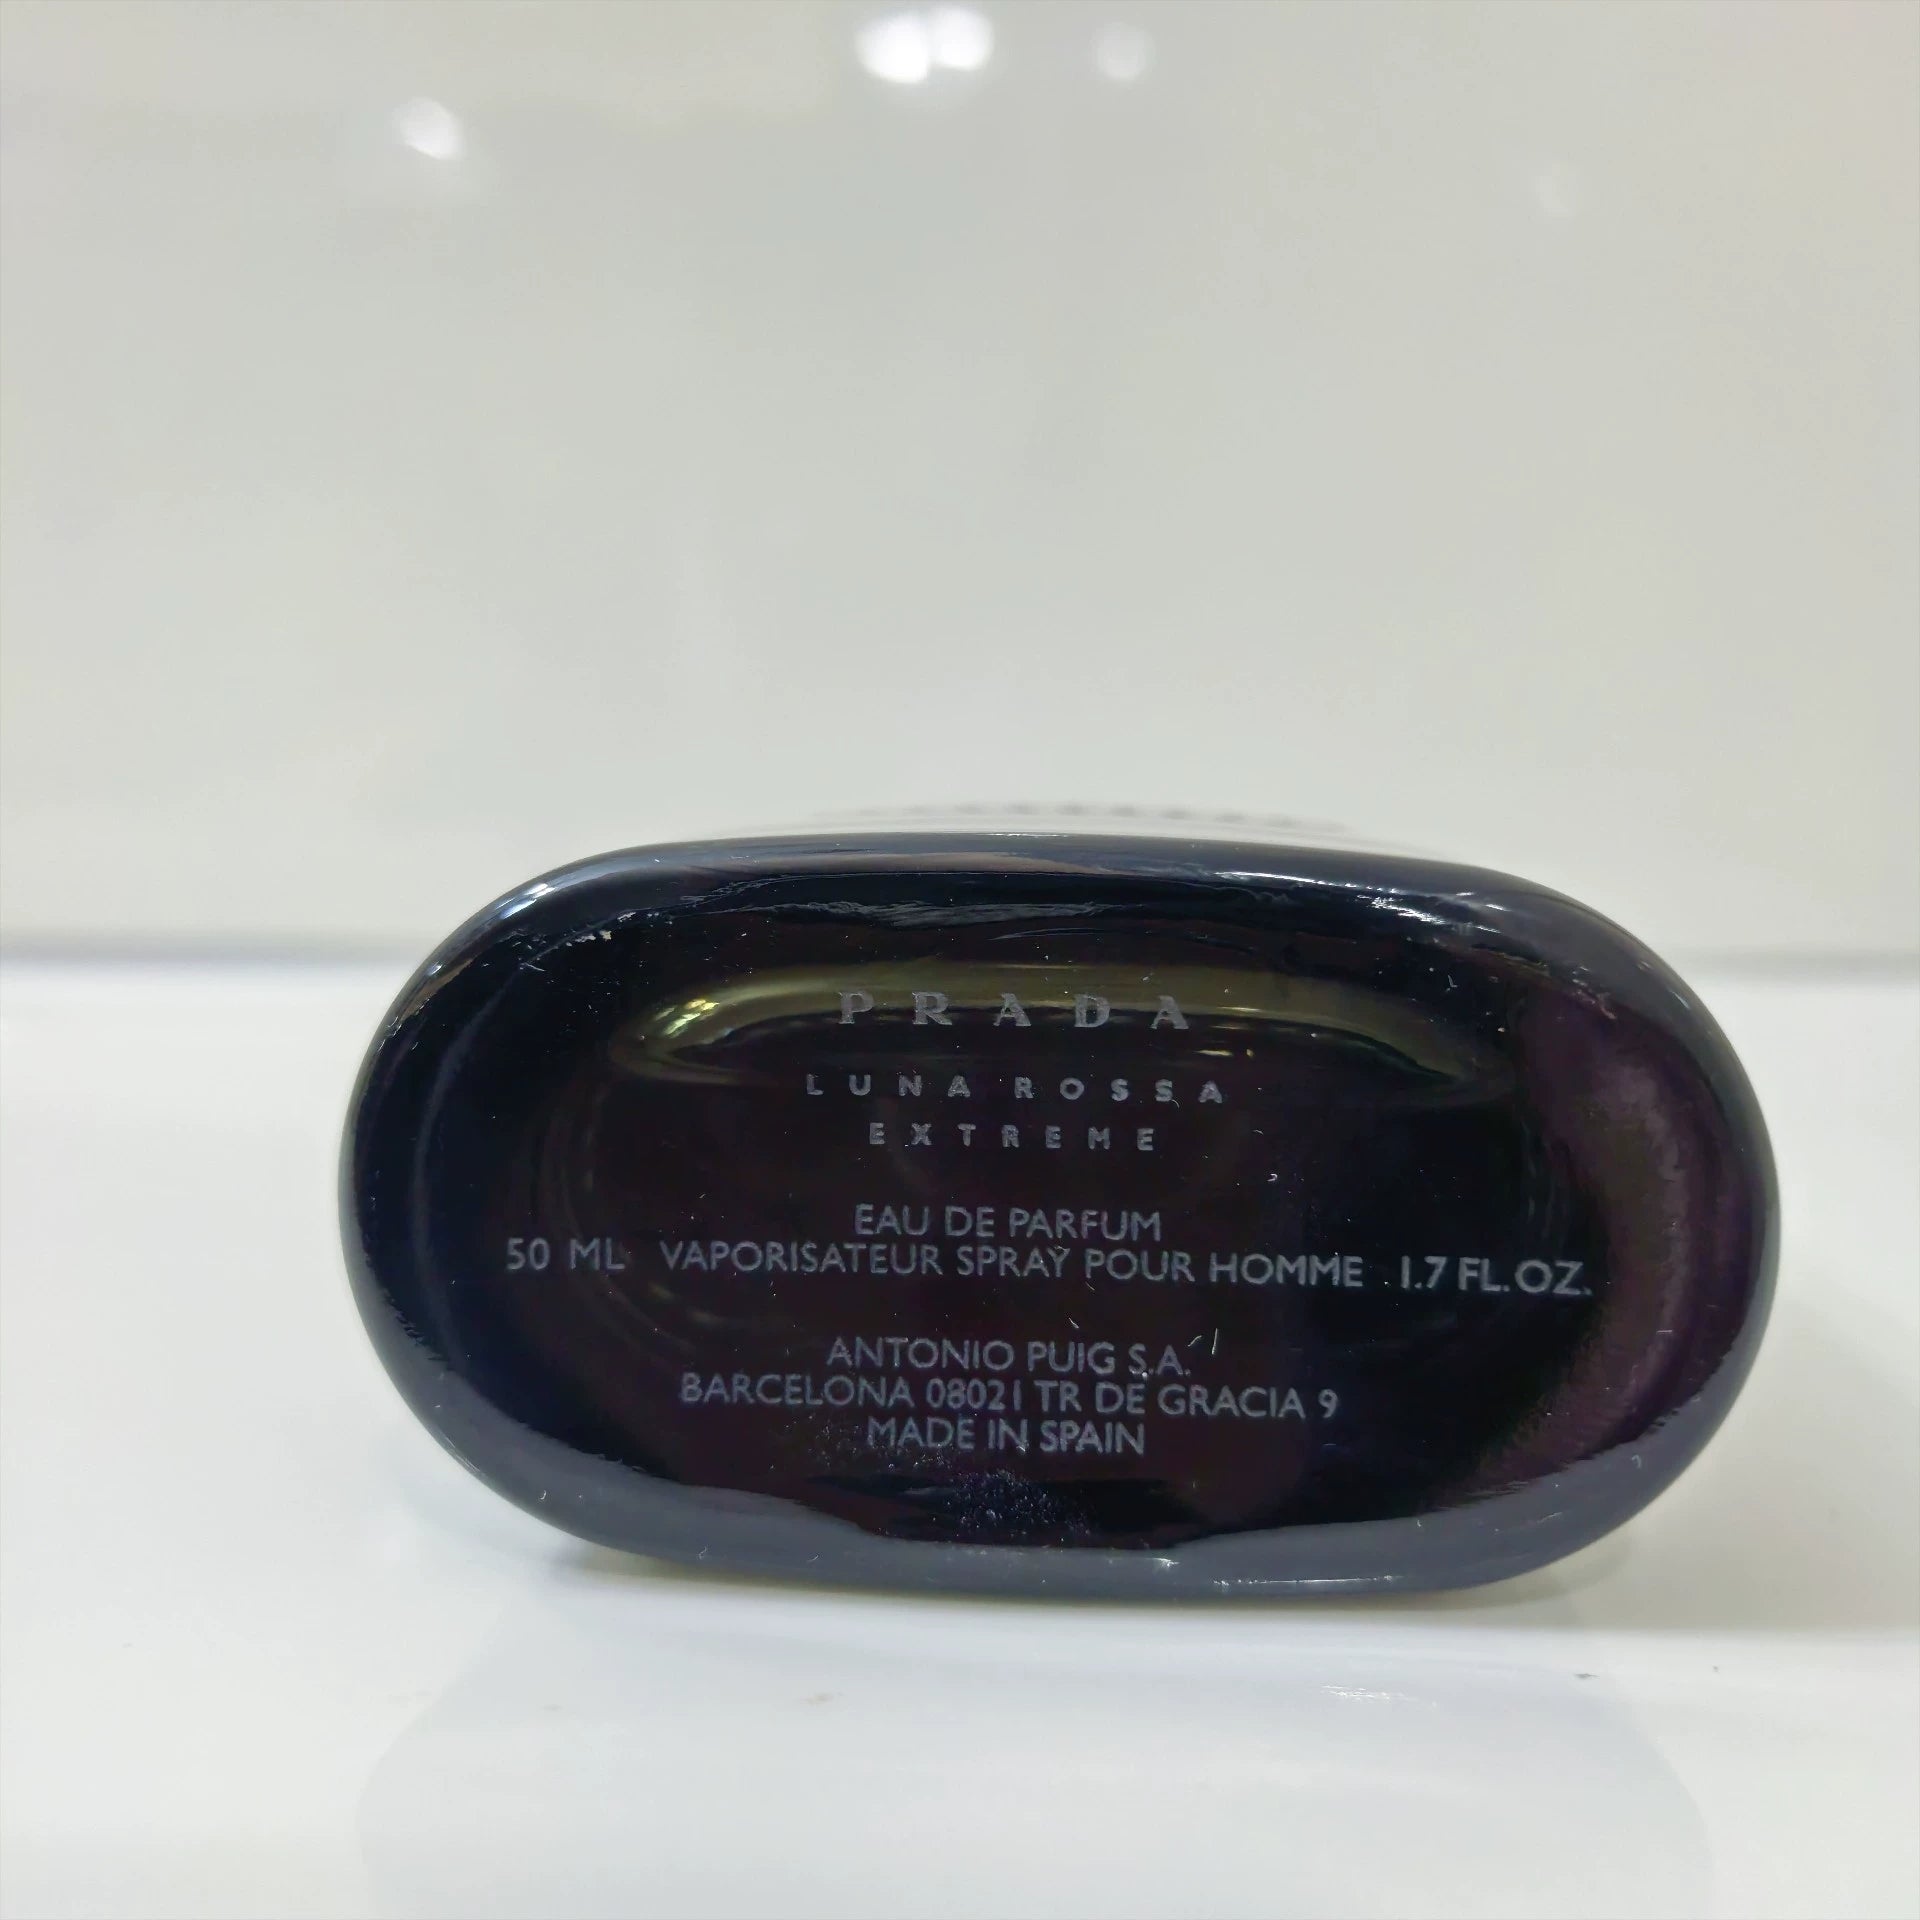 PRADA
LUNA ROSSA
EXTREME
EAU DE PARFUM
50 ML VAPORISATEUR SPRAY POUR HOMME 1.7 FL. OZ.
ANTONIO PUIG S.A.
BARCELONA 08021 TR DE GRACIA 9
MADE IN SPAIN